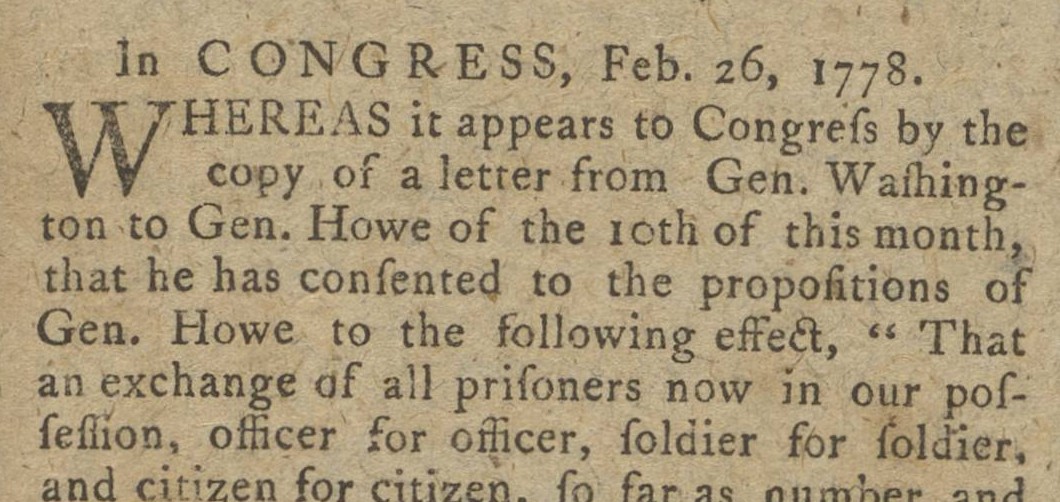 In CONGRESS, Feb. 26, 1778.
WHEREAS it appears to Congreſs by the
copy of a letter from Gen. Waſhing-
ton to Gen. Howe of the 10th of this month,
that he has conſented to the propoſitions of
Gen. Howe to the following effect, “ That
an exchange of all priſoners now in our poſ-
ſeſſion, officer for officer, ſoldier for ſoldier,
and citizen for citizen, ſo far as number and